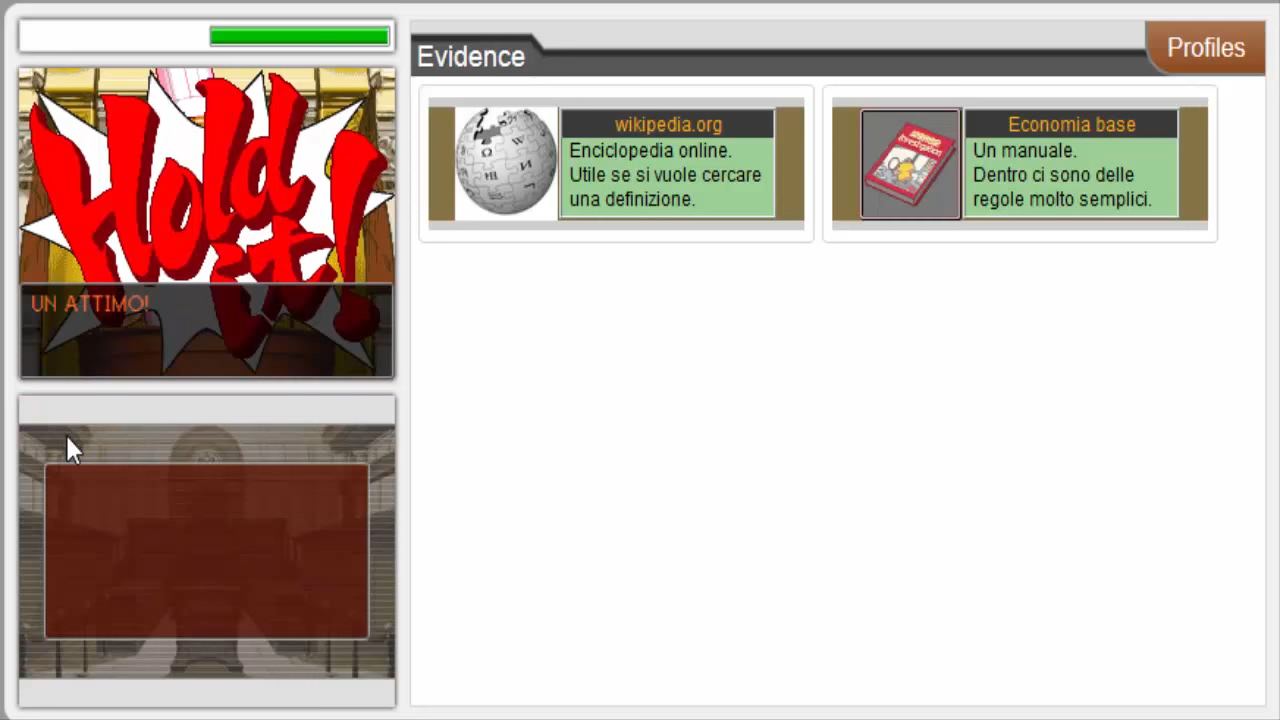 Hold it!
UN ATTIMO!
Evidence
Profiles
wikipedia.org
Enciclopedia online.
Utile se si vuole cercare
una definizione.
Economia base
Un manuale.
Dentro ci sono delle
regole molto semplici.